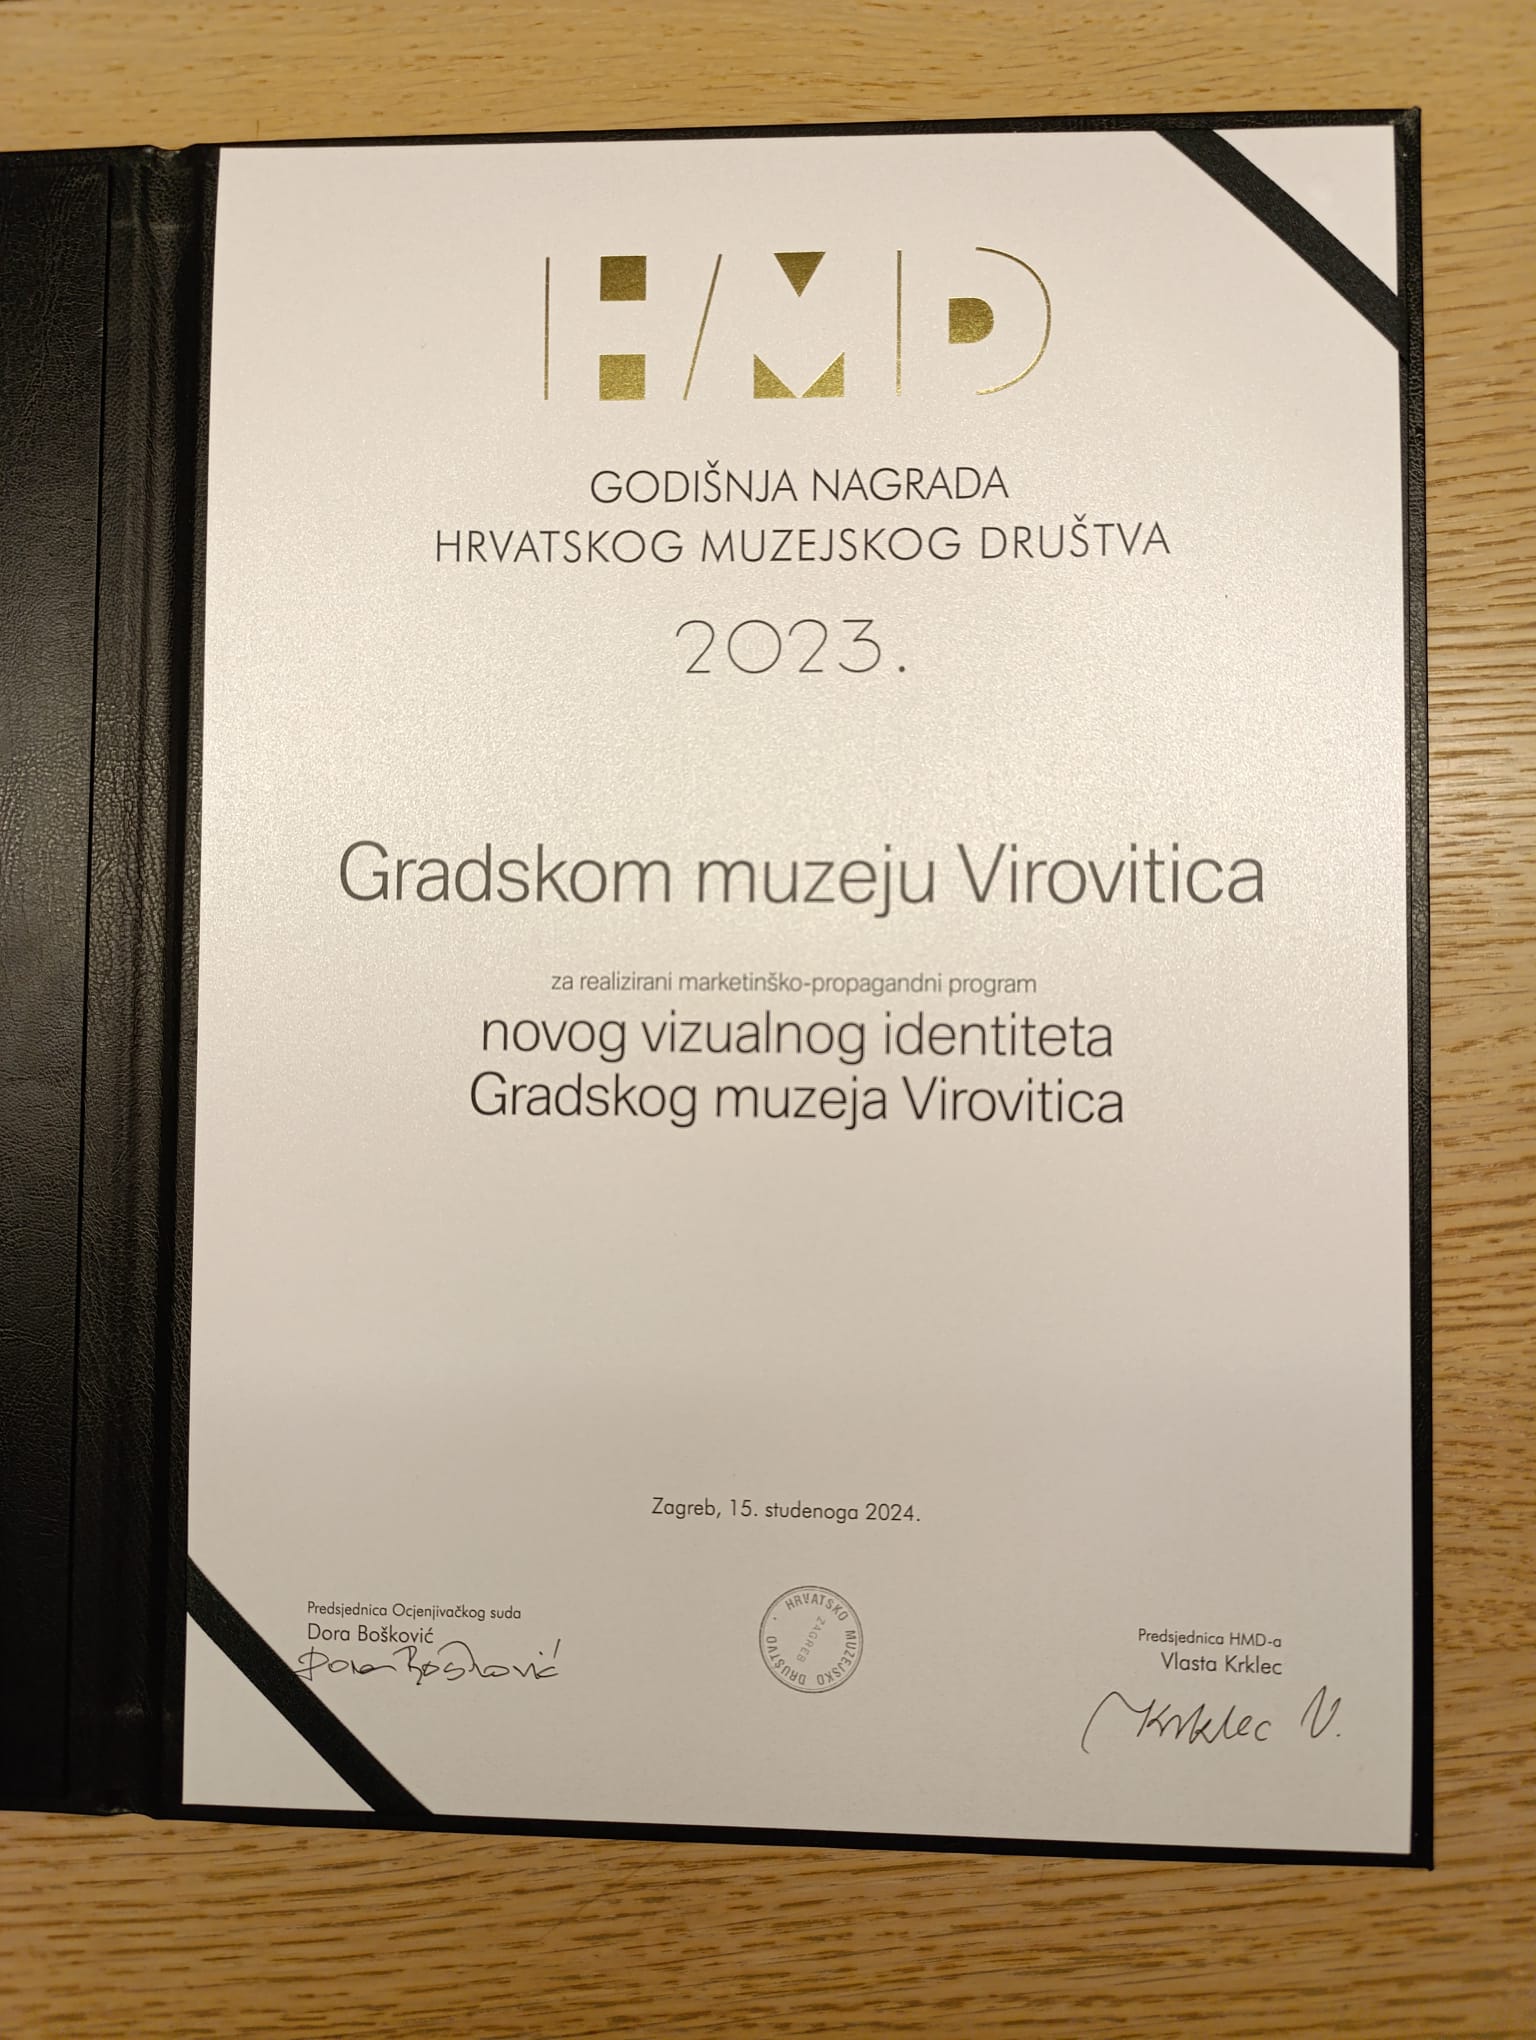 HMD
GODIŠNJA NAGRADA
HRVATSKOG MUZEJSKOG DRUŠTVA
2023.
Gradskom muzeju Virovitica
za realizirani marketinško-propagandni program
novog vizualnog identiteta
Gradskog muzeja Virovitica
Zagreb, 15. studenoga 2024.
Predsjednica Ocjenjivačkog suda
Dora Bošković
Dora Bošković
HRVATSKO MUZEJSKO DRUŠTVO
ZAGREB
Predsjednica HMD-a
Vlasta Krklec
Krklec V.